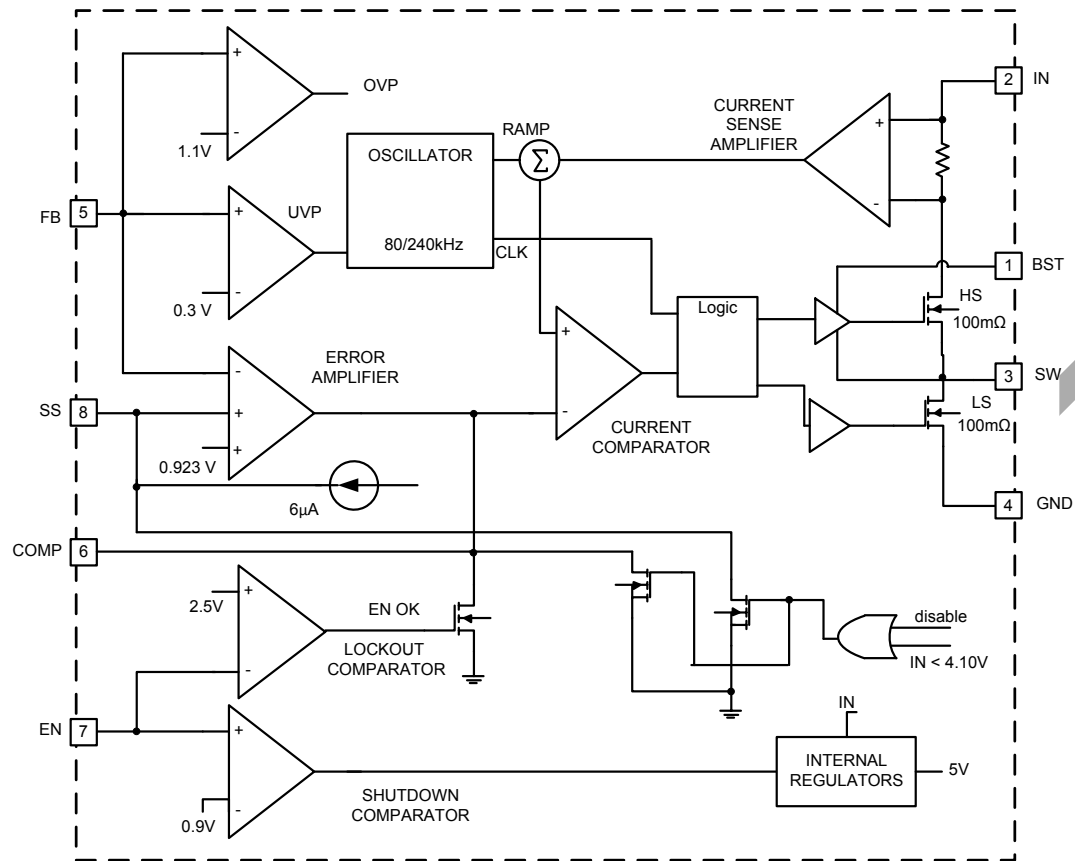 +
OVP
-
1.1V
2
IN
CURRENT
SENSE
AMPLIFIER
+
-
RAMP
Σ
OSCILLATOR
80/240kHz
CLK
FB
5
+
UVP
-
0.3 V
1
BST
HS
100mΩ
Logic
+
-
CURRENT
COMPARATOR
3
SW
LS
100mΩ
ERROR
AMPLIFIER
SS
8
-
+
+
0.923 V
6µA
4
GND
COMP
6
2.5V
+
-
EN OK
LOCKOUT
COMPARATOR
disable
IN < 4.10V
EN
7
+
-
0.9V
SHUTDOWN
COMPARATOR
IN
INTERNAL
REGULATORS
5V